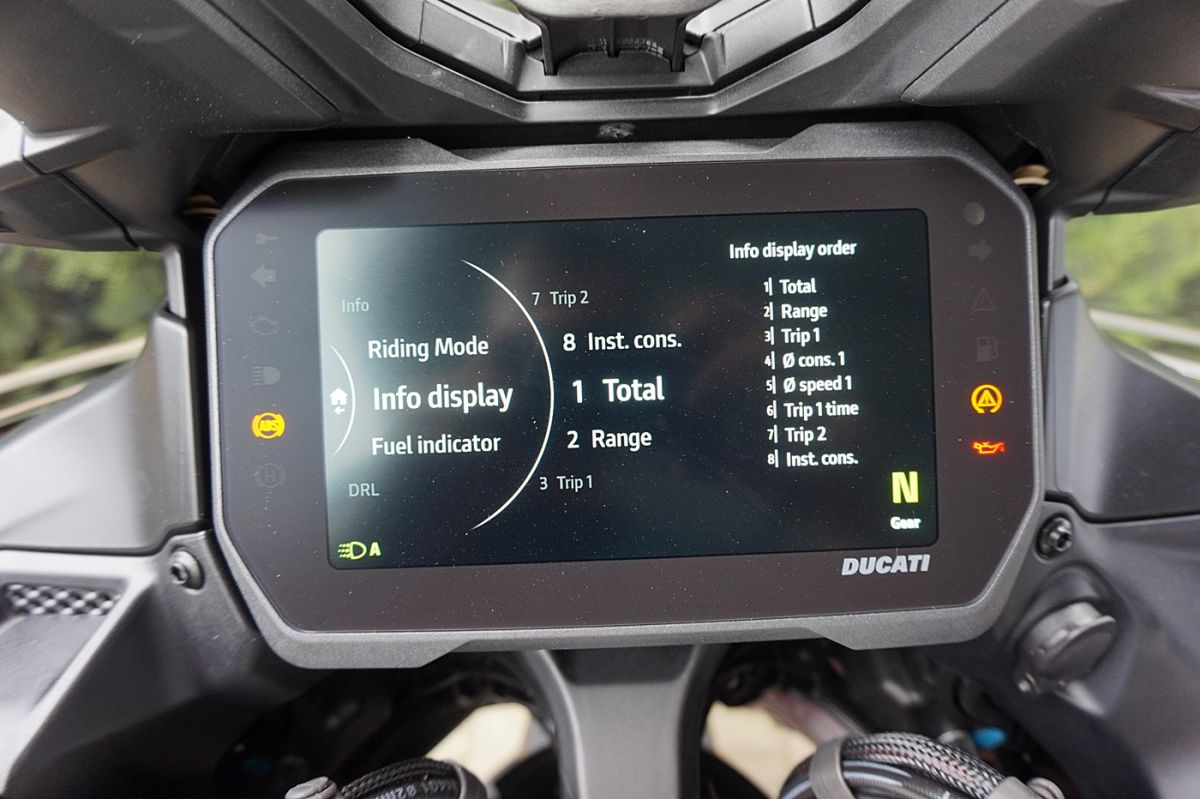 Info display order
Info
Riding Mode
Info display
Fuel indicator
DRL
7 Trip 2
8 Inst. cons.
1 Total
2 Range
3 Trip 1
1| Total
2| Range
3| Trip 1
4| Ø cons. 1
5| Ø speed 1
6| Trip 1 time
7| Trip 2
8| Inst. cons.
N
Gear
A
ABS
DUCATI